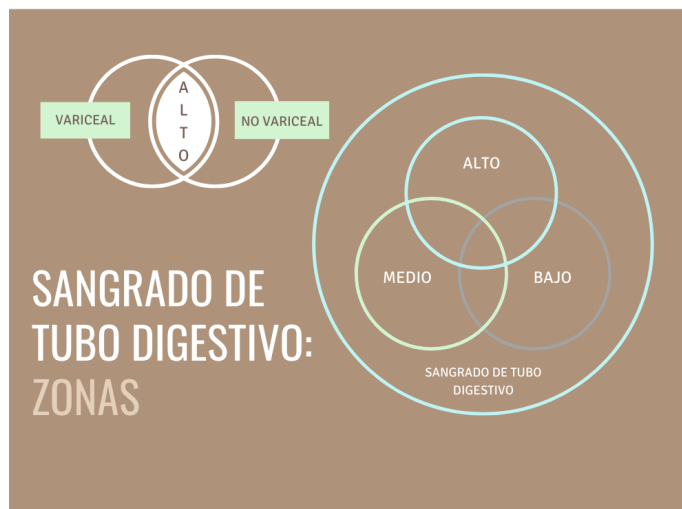 VARICEAL
A
L
T
O
NO VARICEAL
SANGRADO DE
TUBO DIGESTIVO:
ZONAS
ALTO
MEDIO
BAJO
SANGRADO DE TUBO
DIGESTIVO